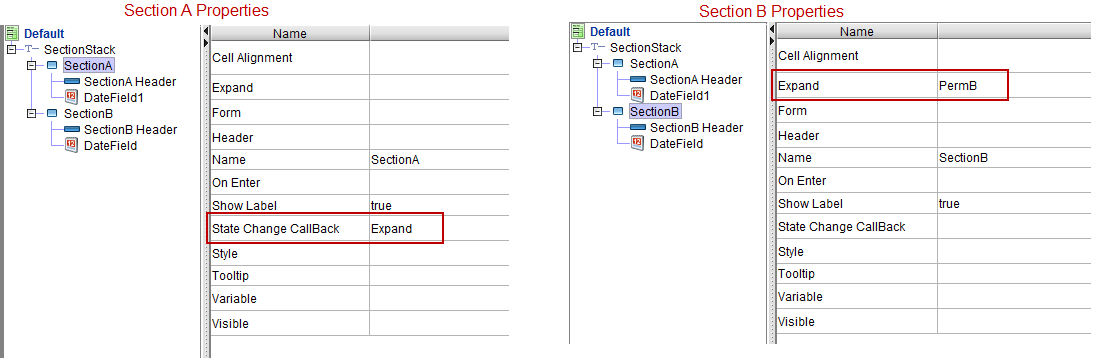 Section A Properties
Default
SectionStack
SectionA
SectionA Header
DateField1
SectionB
SectionB Header
DateField
Name
Cell Alignment
Expand
Form
Header
Name SectionA
On Enter
Show Label true
State Change CallBack Expand
Style
Tooltip
Variable
Visible
Section B Properties
Default
SectionStack
SectionA
SectionA Header
DateField1
SectionB
SectionB Header
DateField
Name
Cell Alignment
Expand PermB
Form
Header
Name SectionB
On Enter
Show Label true
State Change CallBack
Style
Tooltip
Variable
Visible